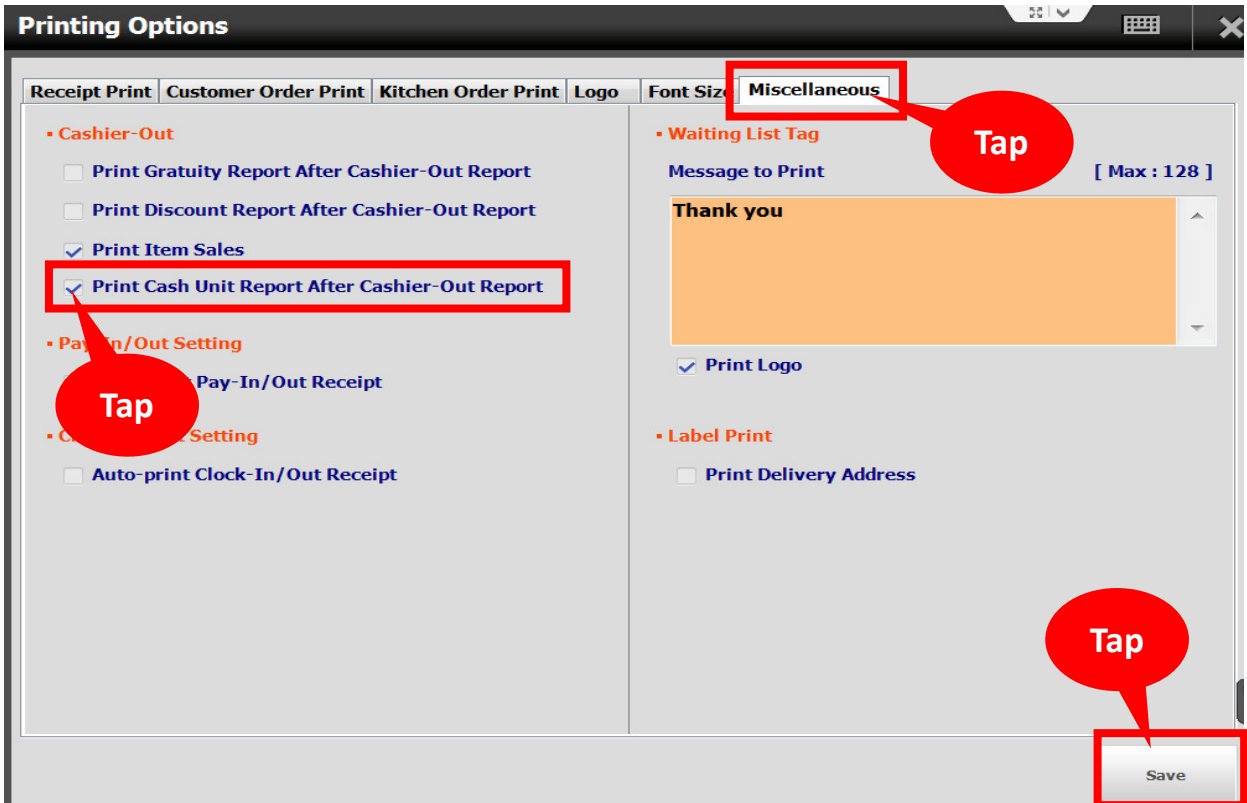 Printing Options
Receipt Print Customer Order Print Kitchen Order Print Logo Font Size Miscellaneous
Tap
Cashier-Out
Print Gratuity Report After Cashier-Out Report
Print Discount Report After Cashier-Out Report
Print Item Sales
Print Cash Unit Report After Cashier-Out Report
Tap
Pay-In/Out Setting
Pay-In/Out Receipt
Setting
Auto-print Clock-In/Out Receipt
Waiting List Tag
Message to Print [ Max : 128 ]
Thank you
Print Logo
Label Print
Print Delivery Address
Tap
Save